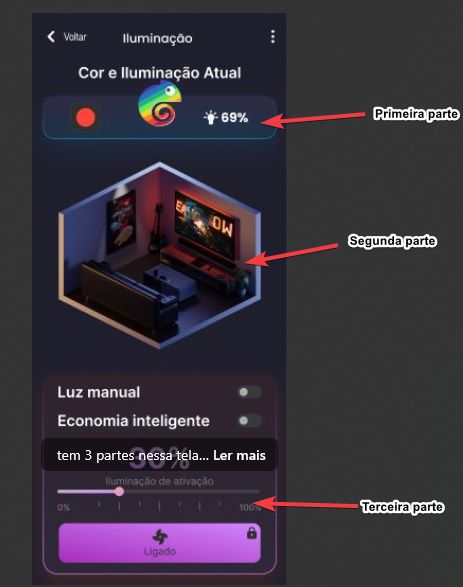 Voltar
Iluminação
Cor e Iluminação Atual
69%
Primeira parte
Segunda parte
Luz manual
Economia inteligente
30%
tem 3 partes nessa tela... Ler mais
Iluminação de ativação
0%
100%
Terceira parte
Ligado